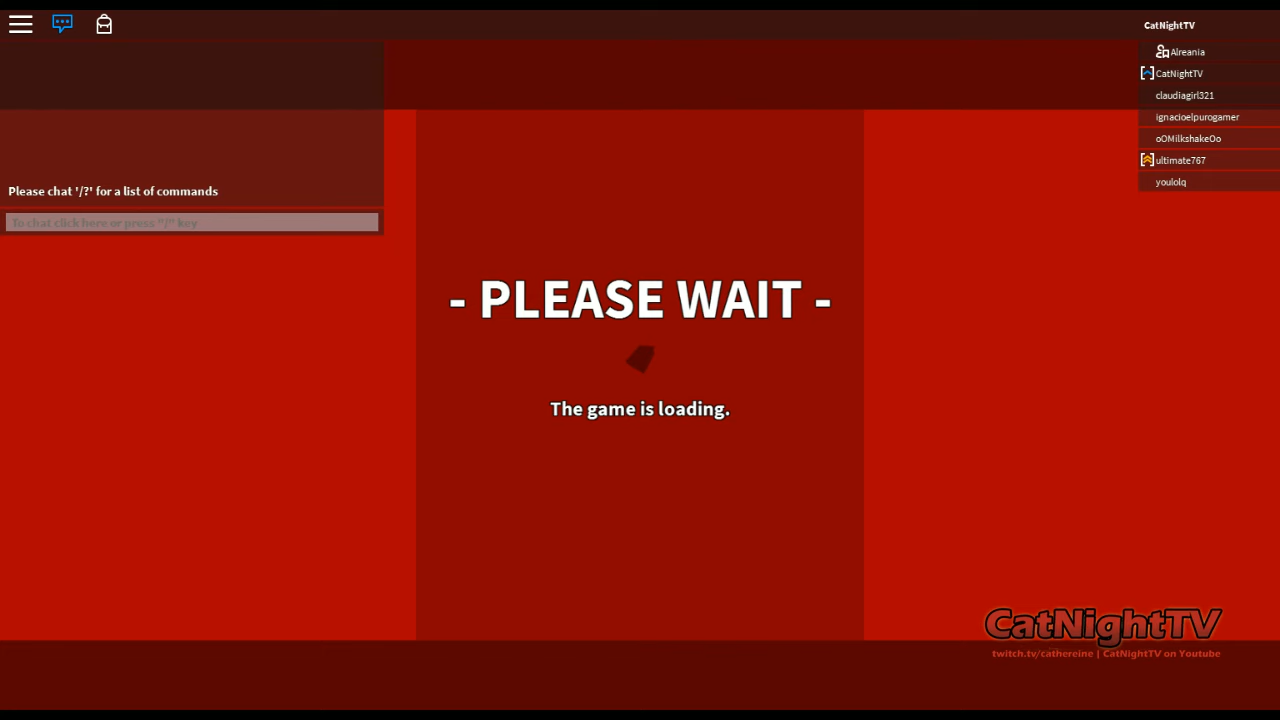 CatNightTV
Alreania
CatNightTV
claudiagirl321
ignacioelpurogamer
oOMilkshakeOo
ultimate767
youlolq
Please chat '/?' for a list of commands
To chat click here or press "/" key
- PLEASE WAIT -
The game is loading.
CatNightTV
twitch.tv/cathereine | CatNightTV on Youtube